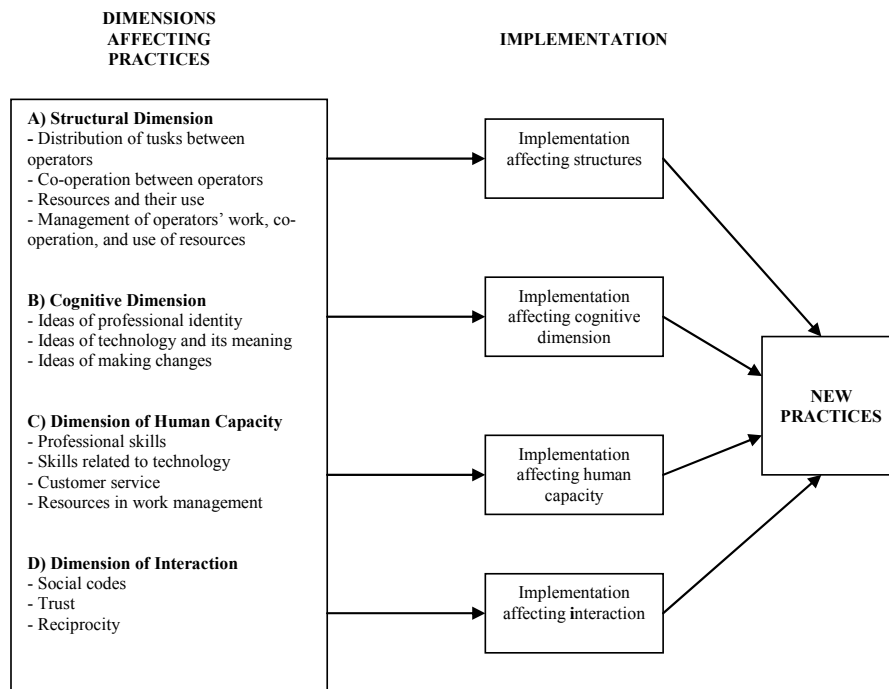 DIMENSIONS
AFFECTING
PRACTICES
IMPLEMENTATION
A) Structural Dimension
- Distribution of tusks between
operators
- Co-operation between operators
- Resources and their use
- Management of operators' work, co-
operation, and use of resources
B) Cognitive Dimension
- Ideas of professional identity
- Ideas of technology and its meaning
- Ideas of making changes
C) Dimension of Human Capacity
- Professional skills
- Skills related to technology
- Customer service
- Resources in work management
D) Dimension of Interaction
- Social codes
- Trust
- Reciprocity
Implementation
affecting structures
Implementation
affecting cognitive
dimension
Implementation
affecting human
capacity
Implementation
affecting interaction
NEW
PRACTICES